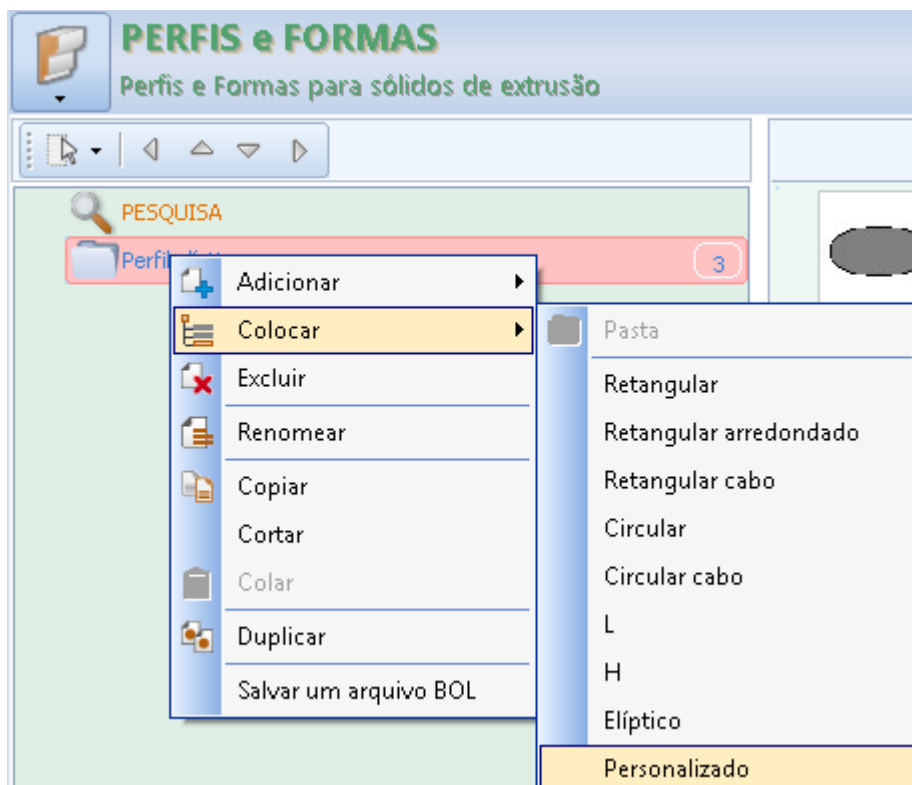 PERFIS e FORMAS
Perfis e Formas para sólidos de extrusão
PESQUISA
3
Adicionar
Colocar
Excluir
Renomear
Copiar
Cortar
Colar
Duplicar
Salvar um arquivo BOL
Pasta
Retangular
Retangular arredondado
Retangular cabo
Circular
Circular cabo
L
H
Elíptico
Personalizado